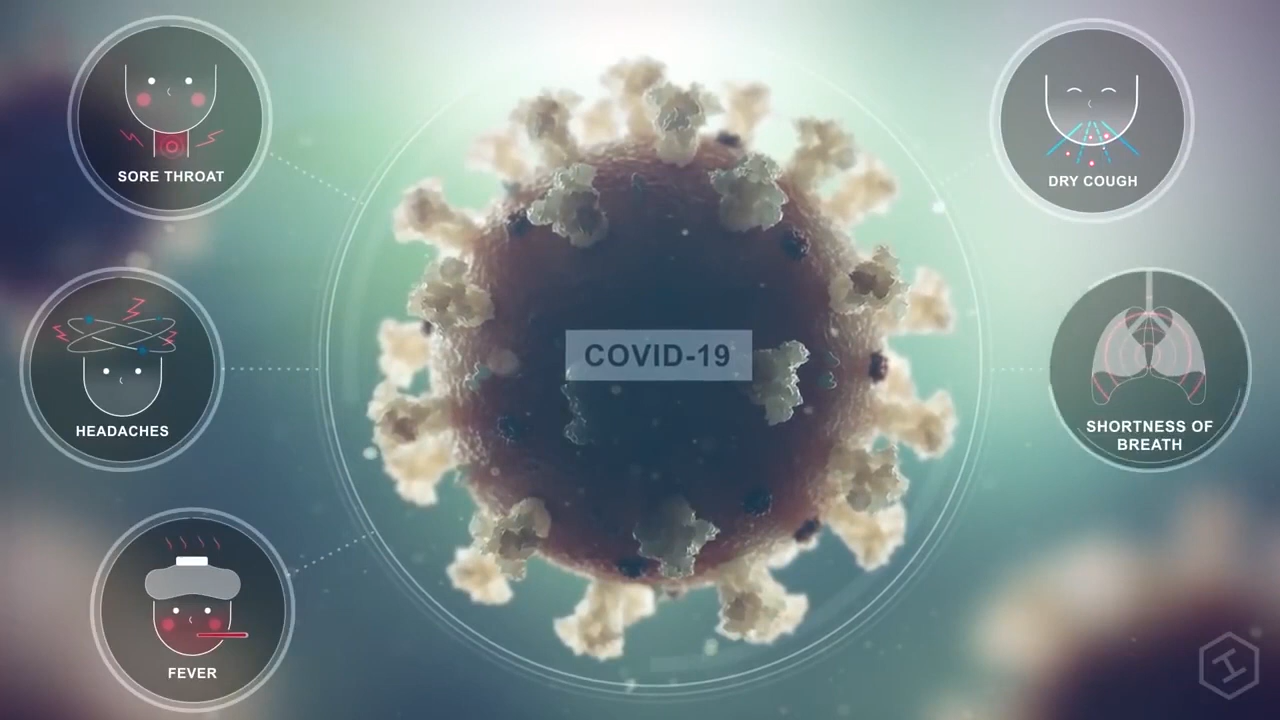 SORE THROAT
DRY COUGH
COVID-19
HEADACHES
SHORTNESS OF
BREATH
FEVER